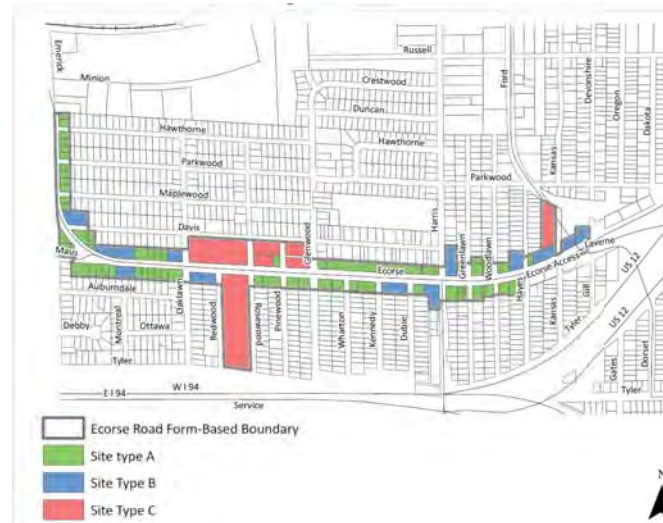 Emerick
Russell
Minion
Crestwood
Ford
Devonshire
Oregon
Dakota
Duncan
Hawthorne
Hawthorne
Kansas
Parkwood
Parkwood
Maplewood
Harris
Davis
Glenwood
Greenlawn
Woodlawn
Maus
Ecorse
Ecorse Access
Laverne
US 12
Auburndale
Oaklawn
Hayes
Gill
Debby
Montreal
Ottawa
Redwood
Rosewood
Pinewood
Wharton
Kennedy
Dubie
Kansas
Tyler
US 12
Tyler
Gates
Dorset
Tyler
E I 94
W I 94
Service
Ecorse Road Form-Based Boundary
Site type A
Site Type B
Site Type C
N